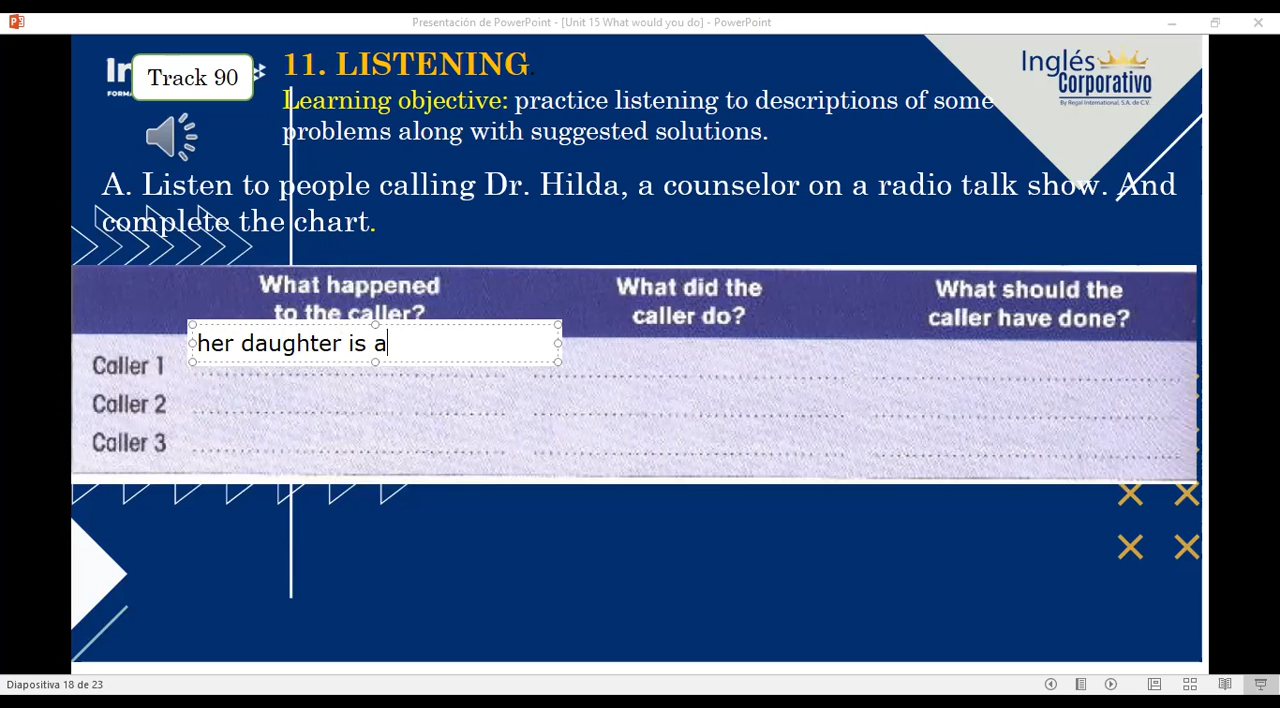 Presentación de PowerPoint - [Unit 15 What would you do] - PowerPoint
Track 90
11. LISTENING.
Learning objective: practice listening to descriptions of some
problems along with suggested solutions.
Inglés
Corporativo
By Regal International, S.A. de C.V.
A. Listen to people calling Dr. Hilda, a counselor on a radio talk show. And
complete the chart.
What happened
to the caller?
What did the
caller do?
What should the
caller have done?
her daughter is a
Caller 1
Caller 2
Caller 3
Diapositiva 18 de 23